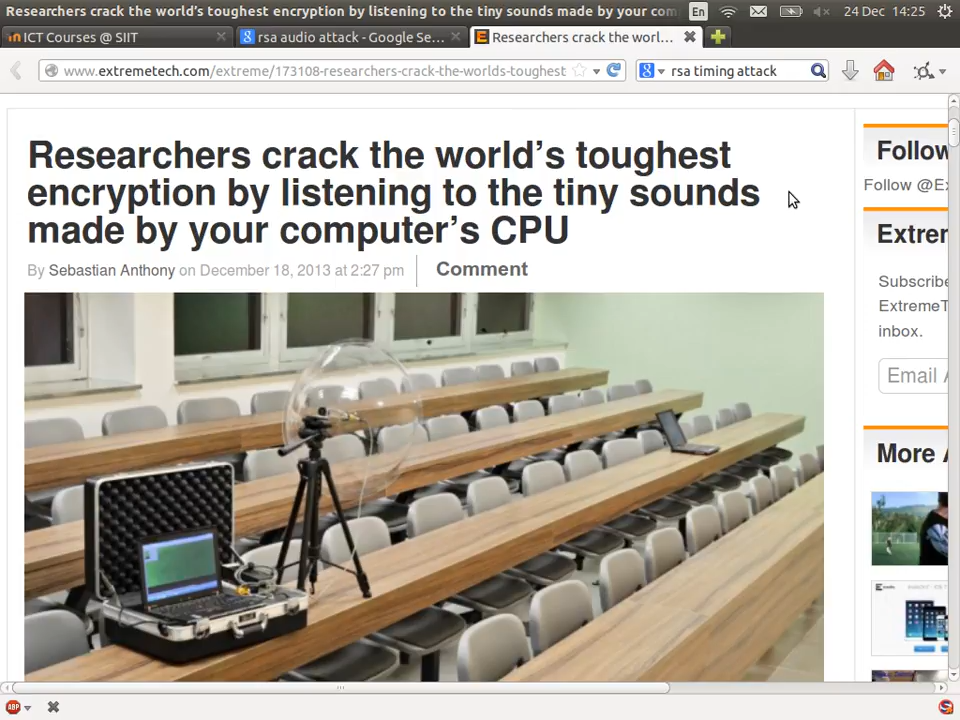 Researchers crack the world's toughest encryption by listening to the tiny sounds made by your com
En
24 Dec 14:25
ICT Courses @ SIIT
rsa audio attack - Google Se...
Researchers crack the worl...
www.extremetech.com/extreme/173108-researchers-crack-the-worlds-toughest
rsa timing attack
Researchers crack the world's toughest
encryption by listening to the tiny sounds
made by your computer's CPU
By Sebastian Anthony on December 18, 2013 at 2:27 pm
Comment
Follow
Follow @Ex
Extrem
Subscribe
ExtremeT
inbox.
Email A
More A
ABP